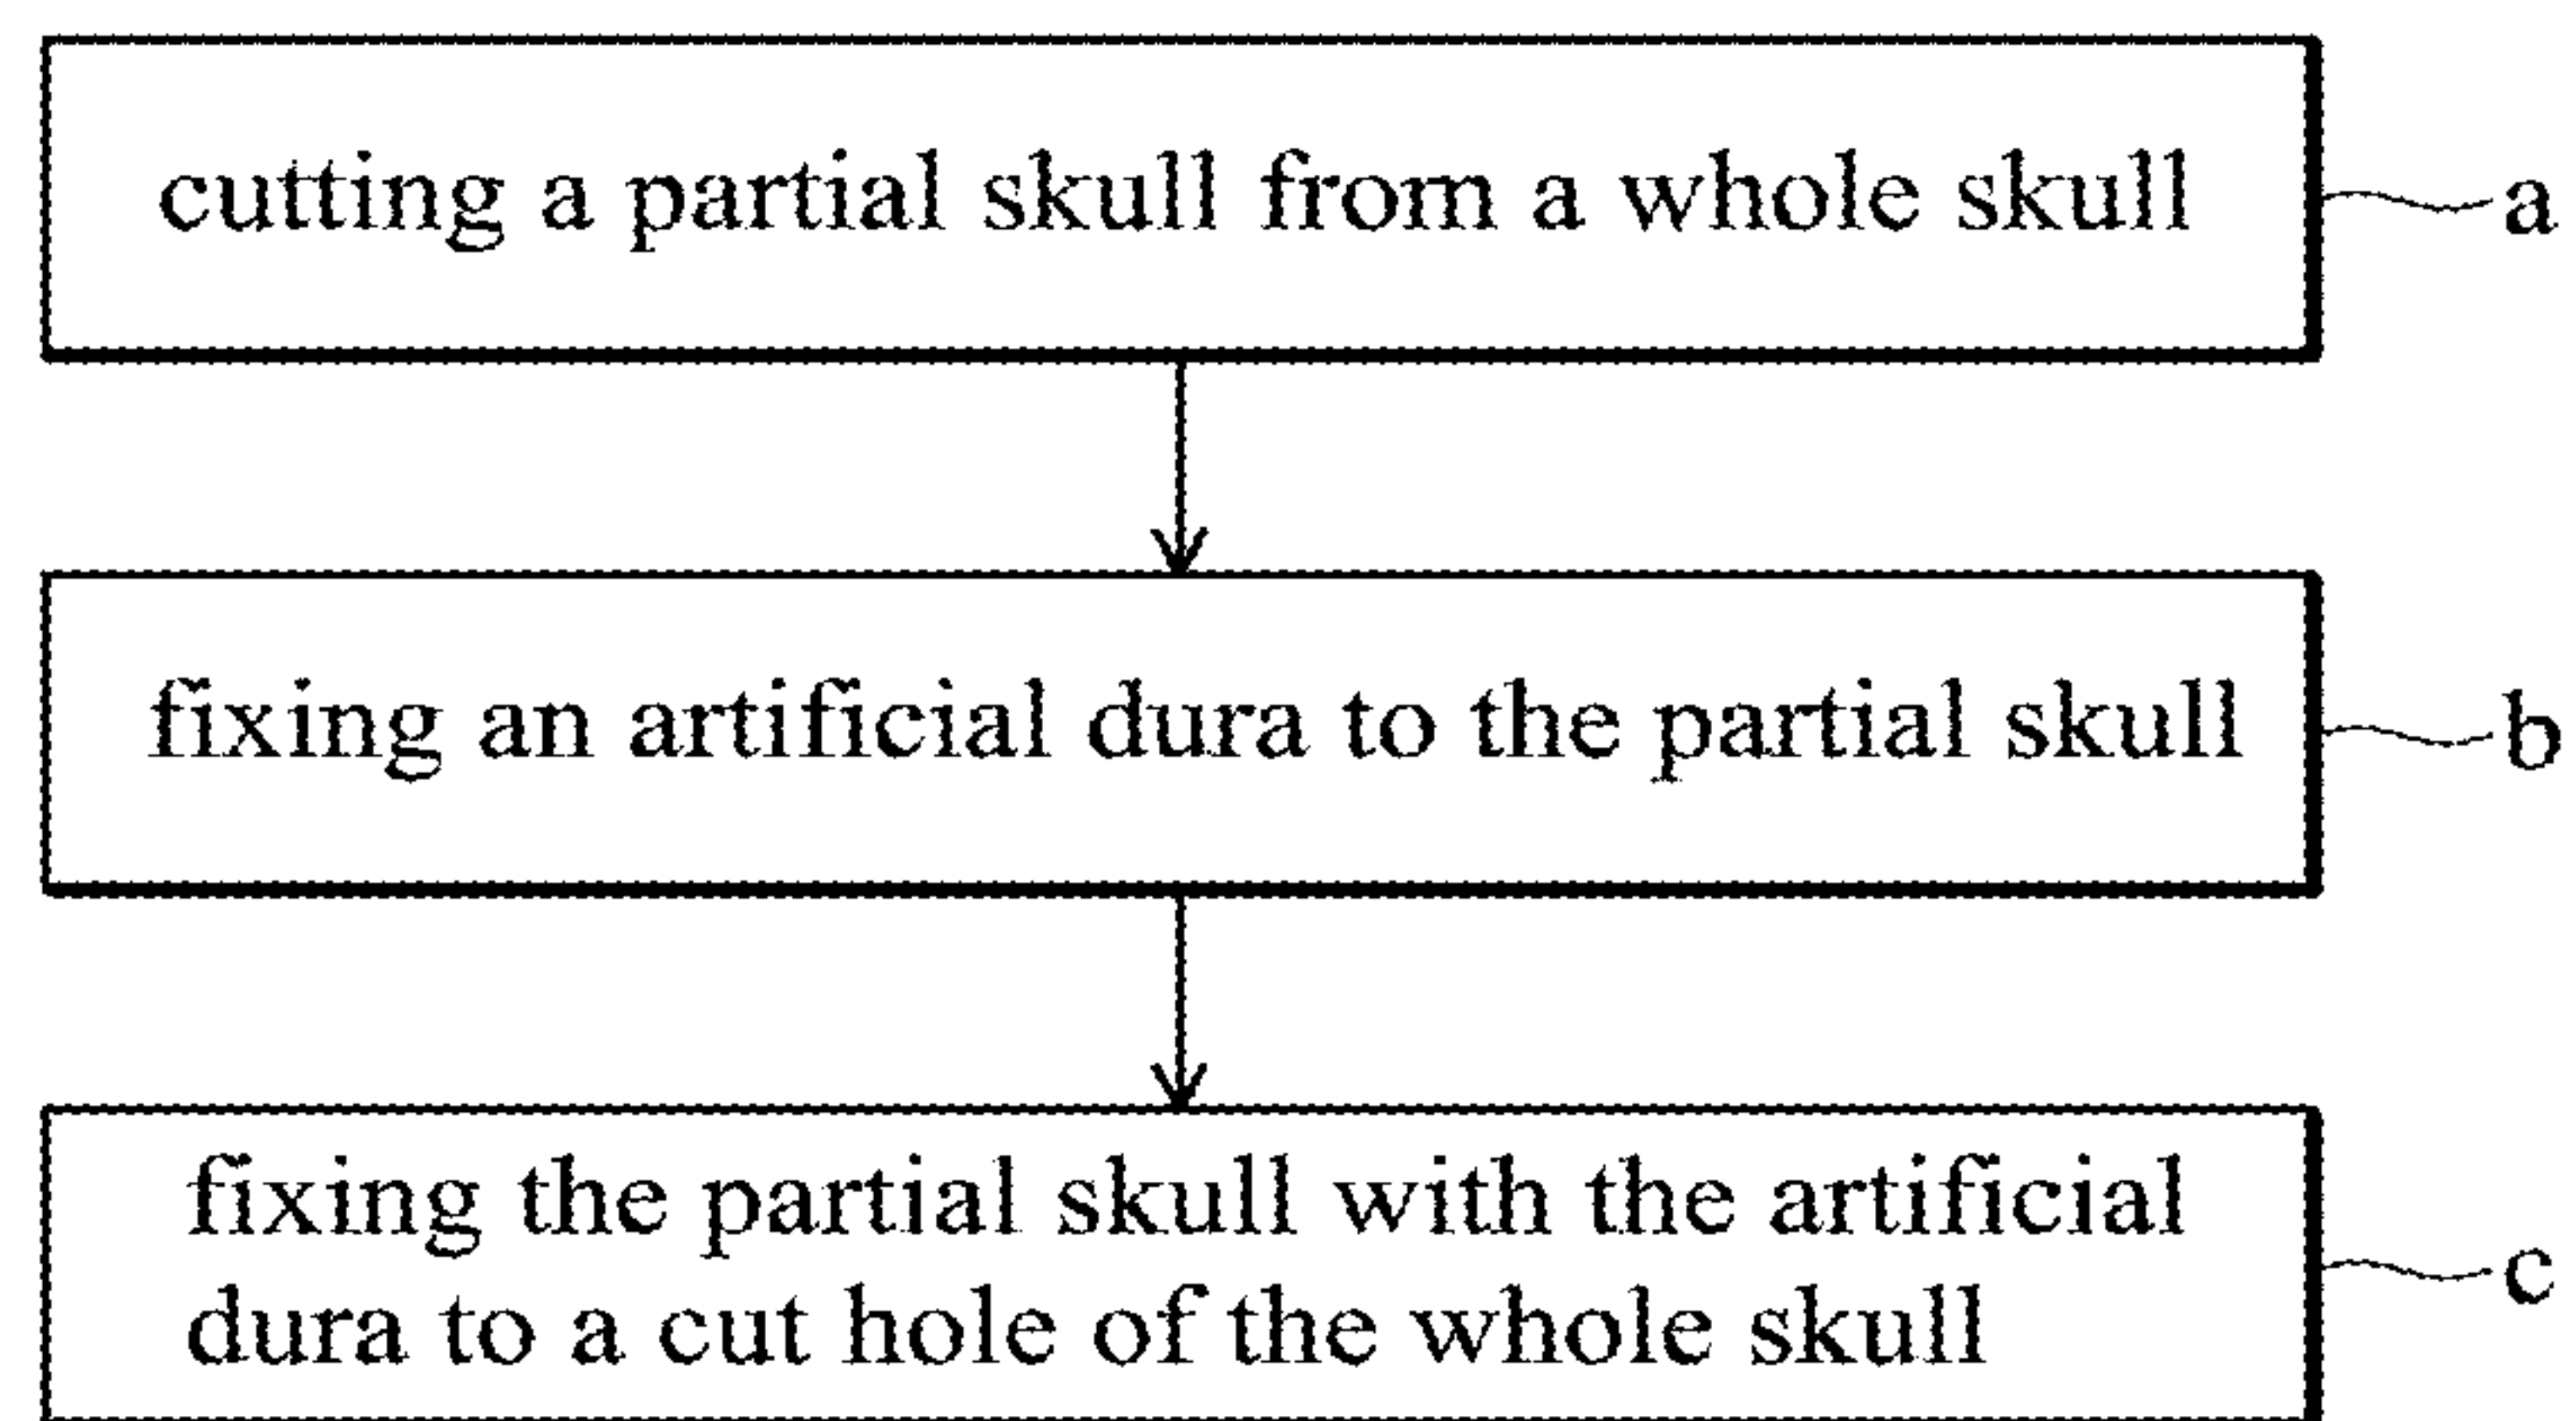 cutting a partial skull from a whole skull
a
fixing an artificial dura to the partial skull
b
fixing the partial skull with the artificial
dura to a cut hole of the whole skull
c